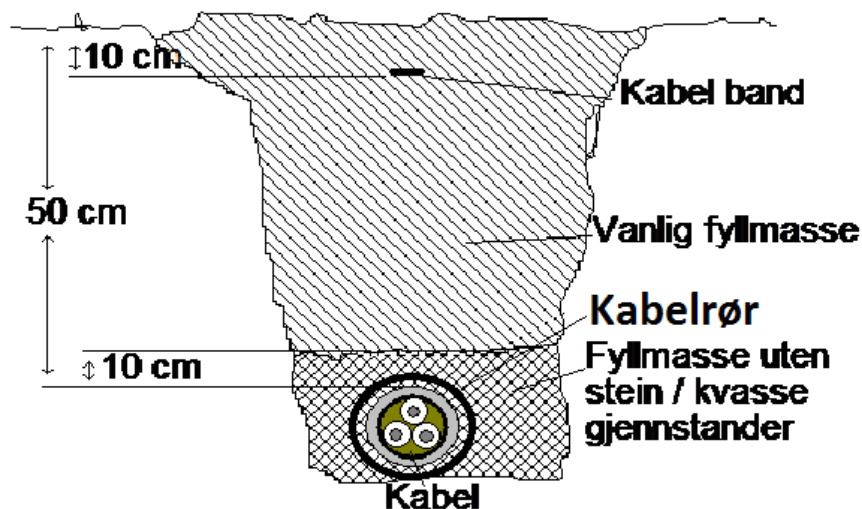 10 cm
Kabel band
50 cm
Vanlig fyllmasse
Kabelrør
10 cm
Fyllmasse uten
stein / kvasse
gjennstander
Kabel